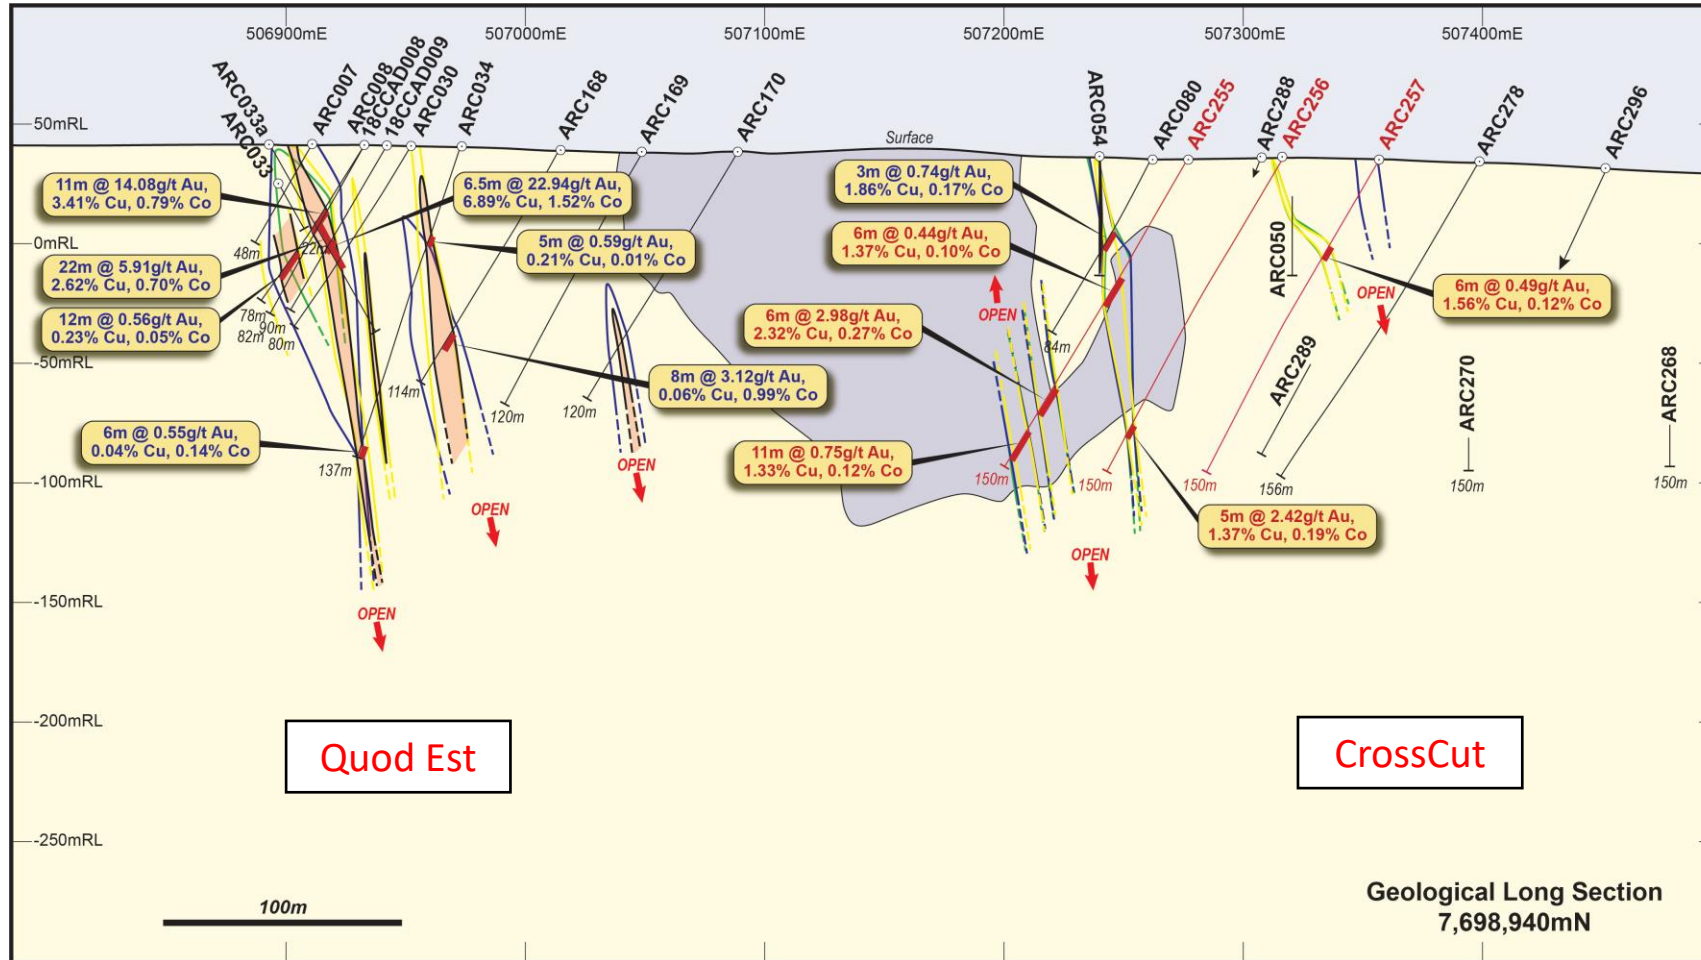 506900mE
507000mE
507100mE
507200mE
507300mE
507400mE
ARC033a
ARC033
ARC007
ARC008
18CCAD008
18CCAD009
ARC030
ARC034
ARC168
ARC169
ARC170
ARC054
ARC080
ARC255
ARC288
ARC256
ARC257
ARC278
ARC296
50mRL
Surface
11m @ 14.08g/t Au,
3.41% Cu, 0.79% Co
6.5m @ 22.94g/t Au,
6.89% Cu, 1.52% Co
3m @ 0.74g/t Au,
1.86% Cu, 0.17% Co
0mRL
48m
22m
5m @ 0.59g/t Au,
0.21% Cu, 0.01% Co
6m @ 0.44g/t Au,
1.37% Cu, 0.10% Co
ARC050
22m @ 5.91g/t Au,
2.62% Cu, 0.70% Co
6m @ 0.49g/t Au,
1.56% Cu, 0.12% Co
OPEN
OPEN
12m @ 0.56g/t Au,
0.23% Cu, 0.05% Co
78m
90m
82m
80m
6m @ 2.98g/t Au,
2.32% Cu, 0.27% Co
84m
-50mRL
ARC289
ARC270
ARC268
114m
120m
120m
8m @ 3.12g/t Au,
0.06% Cu, 0.99% Co
6m @ 0.55g/t Au,
0.04% Cu, 0.14% Co
137m
OPEN
11m @ 0.75g/t Au,
1.33% Cu, 0.12% Co
150m
150m
150m
156m
150m
150m
-100mRL
OPEN
5m @ 2.42g/t Au,
1.37% Cu, 0.19% Co
OPEN
-150mRL
OPEN
-200mRL
Quod Est
CrossCut
-250mRL
100m
Geological Long Section
7,698,940mN